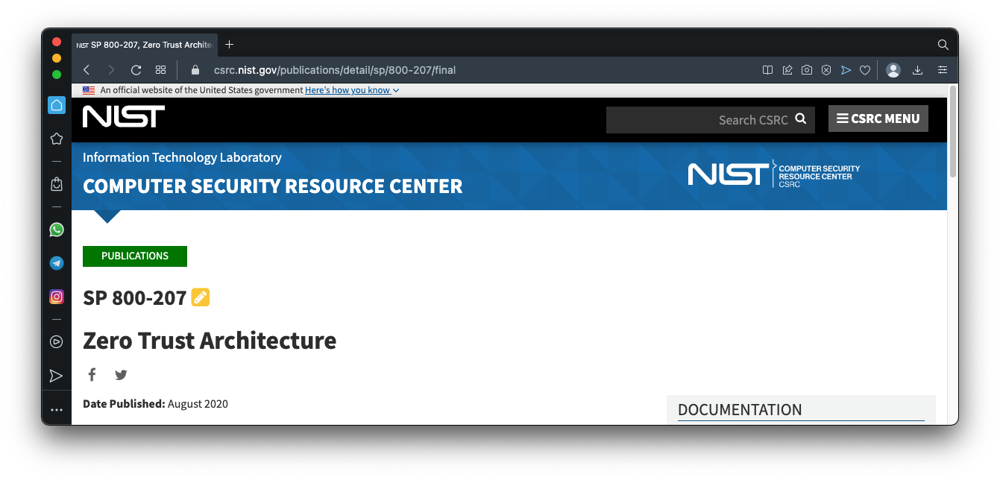 NIST SP 800-207, Zero Trust Archite
csrc.nist.gov/publications/detail/sp/800-207/final
An official website of the United States government Here's how you know
NIST
Search CSRC
CSRC MENU
Information Technology Laboratory
COMPUTER SECURITY RESOURCE CENTER
NIST
COMPUTER SECURITY
RESOURCE CENTER
CSRC
PUBLICATIONS
SP 800-207
Zero Trust Architecture
Date Published: August 2020
DOCUMENTATION